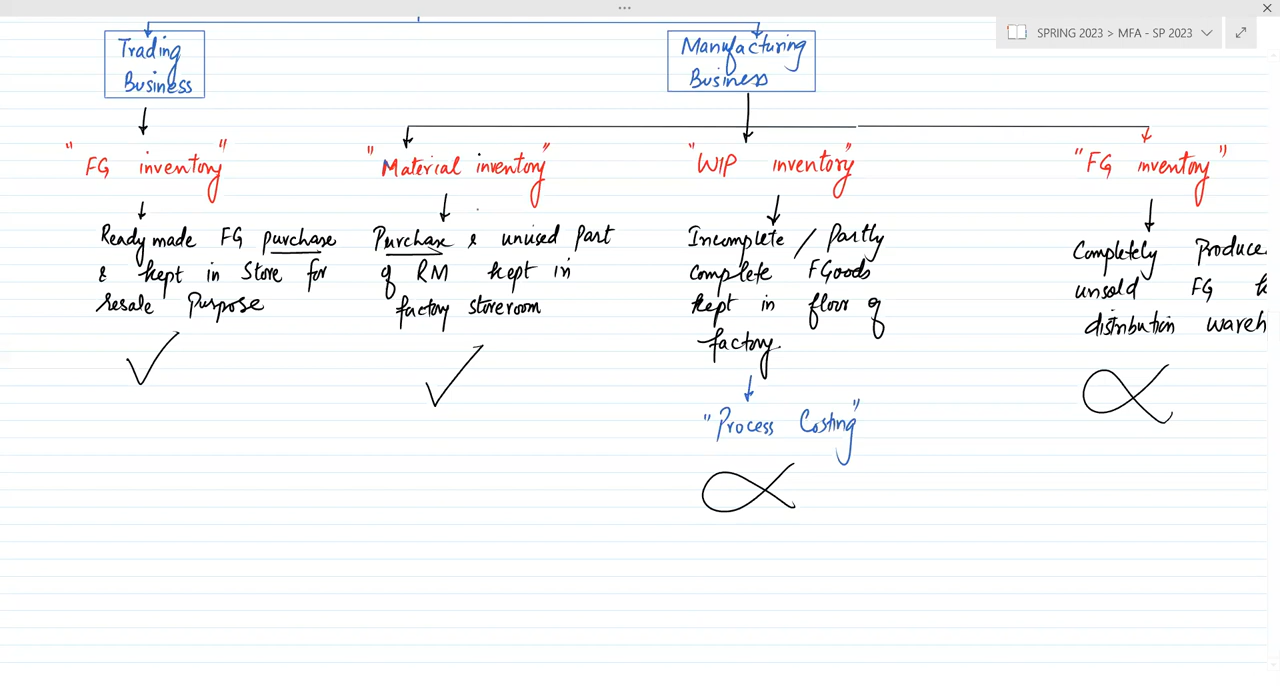 SPRING 2023 > MFA - SP 2023
Trading
Business
Manufacturing
Business
"FG inventory"
"Material inventory"
"WIP inventory"
"FG inventory"
Ready made FG purchase
& kept in Store for
resale Purpose
Purchase & unused part
of RM kept in
factory storeroom
Incomplete / Partly
complete FGoods
kept in floor of
factory
"Process Costing"
Completely Produce
unsold FG k
distribution wareh